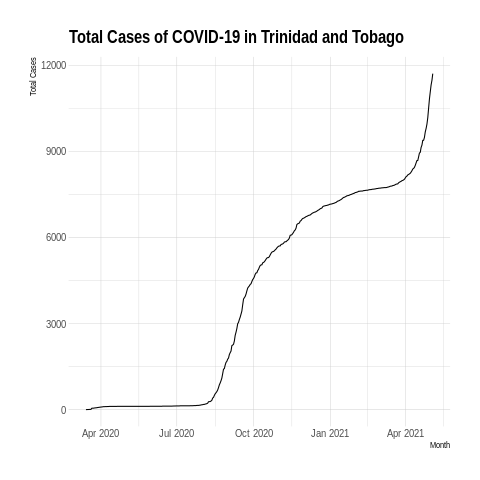 Total Cases of COVID-19 in Trinidad and Tobago
Total Cases
12000
9000
6000
3000
0
Apr 2020 Jul 2020 Oct 2020 Jan 2021 Apr 2021
Month